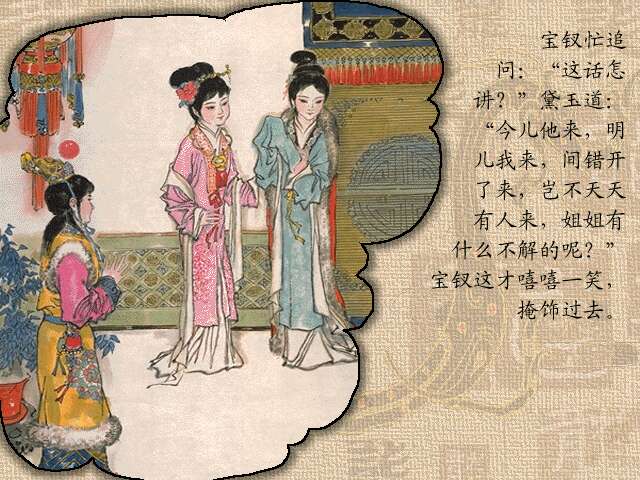 宝钗忙追
问：“这话怎
讲？”黛玉道：
“今儿他来，明
儿我来，间错开
了来，岂不天天
有人来，姐姐有
什么不解的呢？”
宝钗这才嘻嘻一笑，
掩饰过去。